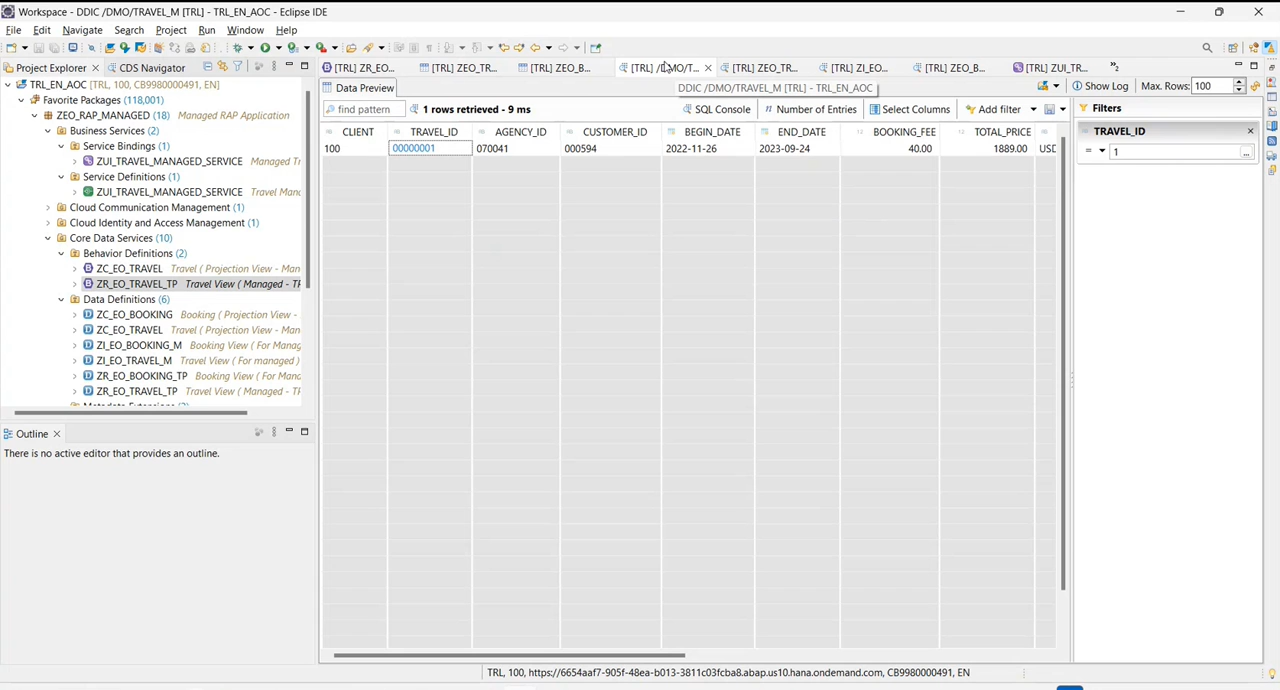 Workspace - DDIC /DMO/TRAVEL_M [TRL] - TRL_EN_AOC - Eclipse IDE
File Edit Navigate Search Project Run Window Help
Project Explorer CDS Navigator
TRL_EN_AOC [TRL, 100, CB9980000491, EN]
Favorite Packages (118,001)
ZEO_RAP_MANAGED (18) Managed RAP Application
Business Services (2)
Service Bindings (1)
ZUI_TRAVEL_MANAGED_SERVICE Managed Tr
Service Definitions (1)
ZUI_TRAVEL_MANAGED_SERVICE Travel Mana
Cloud Communication Management (1)
Cloud Identity and Access Management (1)
Core Data Services (10)
Behavior Definitions (2)
ZC_EO_TRAVEL Travel ( Projection View - Man
ZR_EO_TRAVEL_TP Travel View ( Managed - TR
Data Definitions (6)
ZC_EO_BOOKING Booking ( Projection View -
ZC_EO_TRAVEL Travel ( Projection View - Man
ZI_EO_BOOKING_M Booking View ( For Manag
ZI_EO_TRAVEL_M Travel View ( For managed )
ZR_EO_BOOKING_TP Booking View ( For Mana
ZR_EO_TRAVEL_TP Travel View ( Managed - TR
Outline
There is no active editor that provides an outline.
[TRL] ZR_EO... [TRL] ZEO_TR... [TRL] ZEO_B... [TRL] /DMO/T... [TRL] ZEO_TR... [TRL] ZI_EO... [TRL] ZEO_B... [TRL] ZUI_TR... »2
Data Preview
DDIC /DMO/TRAVEL_M [TRL] - TRL_EN_AOC
Show Log Max. Rows: 100
find pattern 1 rows retrieved - 9 ms SQL Console Number of Entries Select Columns Add filter
CLIENT TRAVEL_ID AGENCY_ID CUSTOMER_ID BEGIN_DATE END_DATE BOOKING_FEE TOTAL_PRICE
100 00000001 070041 000594 2022-11-26 2023-09-24 40.00 1889.00 USD
Filters
TRAVEL_ID
= 1 ...
TRL, 100, https://6654aaf7-905f-48ea-b013-3811c03fcba8.abap.us10.hana.ondemand.com, CB9980000491, EN